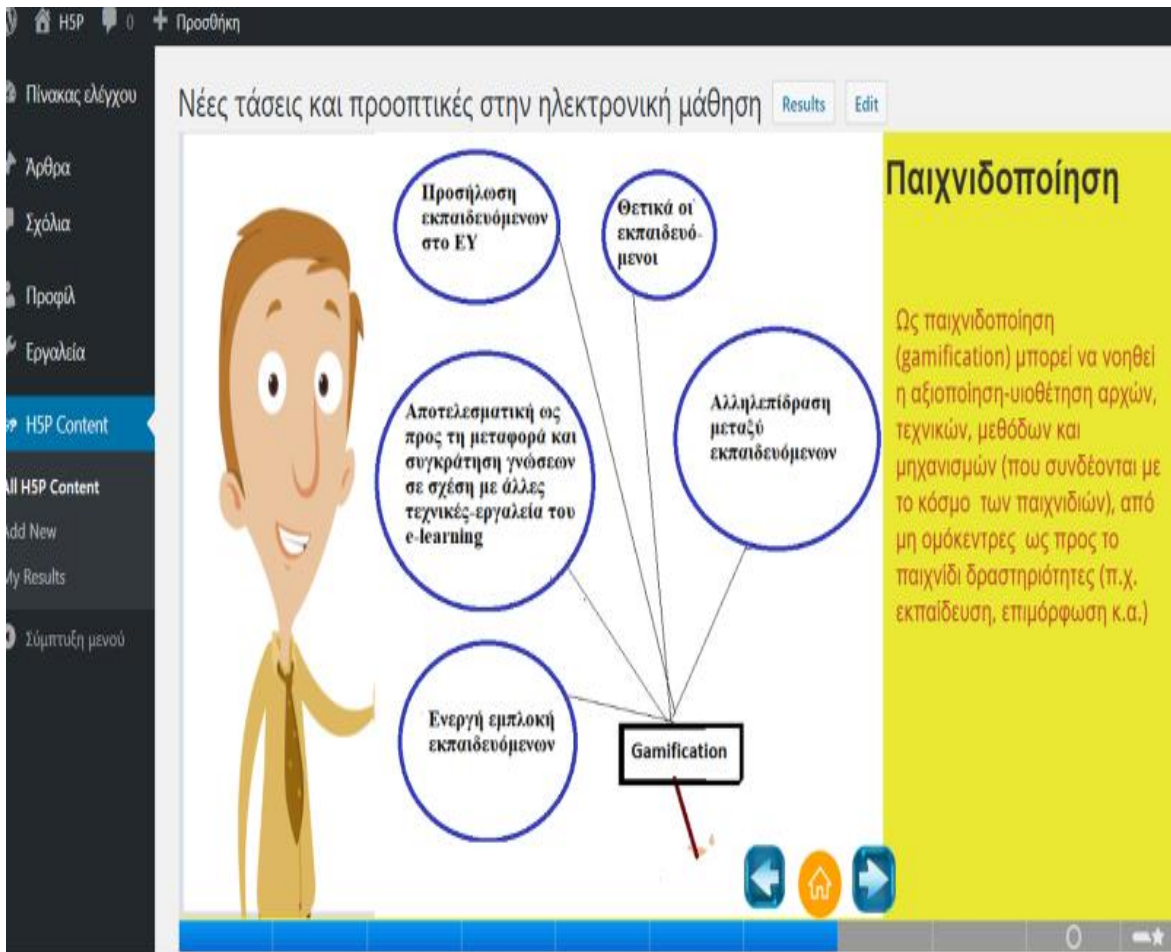 H5P 0 Προσθήκη
Πίνακας ελέγχου
Άρθρα
Σχόλια
Προφίλ
Εργαλεία
H5P Content
All H5P Content
Add New
My Results
Σύμπτυξη μενού
Νέες τάσεις και προοπτικές στην ηλεκτρονική μάθηση Results Edit
Προσήλωση
εκπαιδευόμενων
στο ΕΥ
Θετικά οι
εκπαιδευό-
μενοι
Αποτελεσματική ως
προς τη μεταφορά και
συγκράτηση γνώσεων
σε σχέση με άλλες
τεχνικές-εργαλεία του
e-learning
Αλληλεπίδραση
μεταξύ
εκπαιδευόμενων
Ενεργή εμπλοκή
εκπαιδευόμενων
Gamification
Παιχνιδοποίηση
Ως παιχνιδοποίηση
(gamification) μπορεί να νοηθεί
η αξιοποίηση-υιοθέτηση αρχών,
τεχνικών, μεθόδων και
μηχανισμών (που συνδέονται με
το κόσμο των παιχνιδιών), από
μη ομόκεντρες ως προς το
παιχνίδι δραστηριότητες (π.χ.
εκπαίδευση, επιμόρφωση κ.α.)